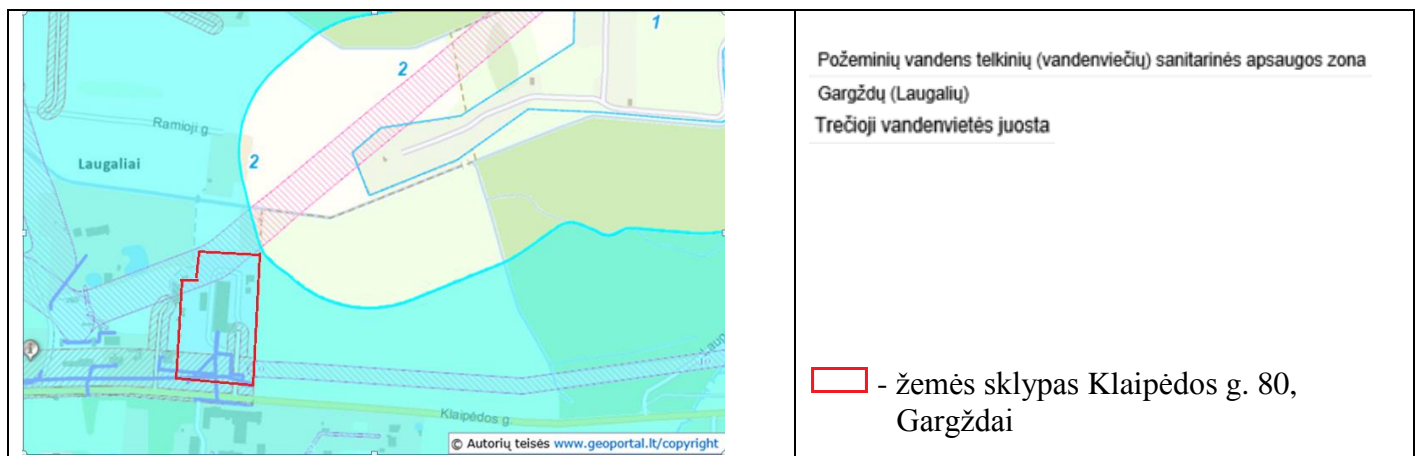 1
2
Ramioji g.
2
Laugaliai
Klaipėdos g.
© Autorių teisės www.geoportal.lt/copyright
Požeminių vandens telkinių (vandenviečių) sanitarinės apsaugos zona
Gargždų (Laugalių)
Trečioji vandenvietės juosta
- žemės sklypas Klaipėdos g. 80,
Gargždai